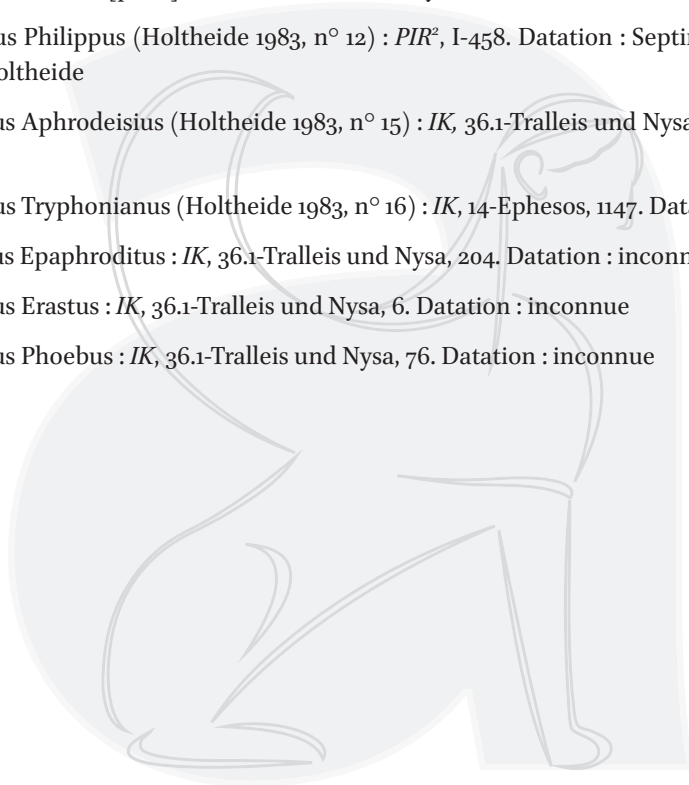 us Philippus (Holtheide 1983, n° 12) : PIR², I-458. Datation : Septi
oltheide
us Aphrodeisius (Holtheide 1983, n° 15) : IK, 36.1-Tralleis und Nysa
us Tryphonianus (Holtheide 1983, n° 16) : IK, 14-Ephesos, 1147. Dat
us Epaphroditus : IK, 36.1-Tralleis und Nysa, 204. Datation : inconn
us Erastus : IK, 36.1-Tralleis und Nysa, 6. Datation : inconnue
us Phoebus : IK, 36.1-Tralleis und Nysa, 76. Datation : inconnue